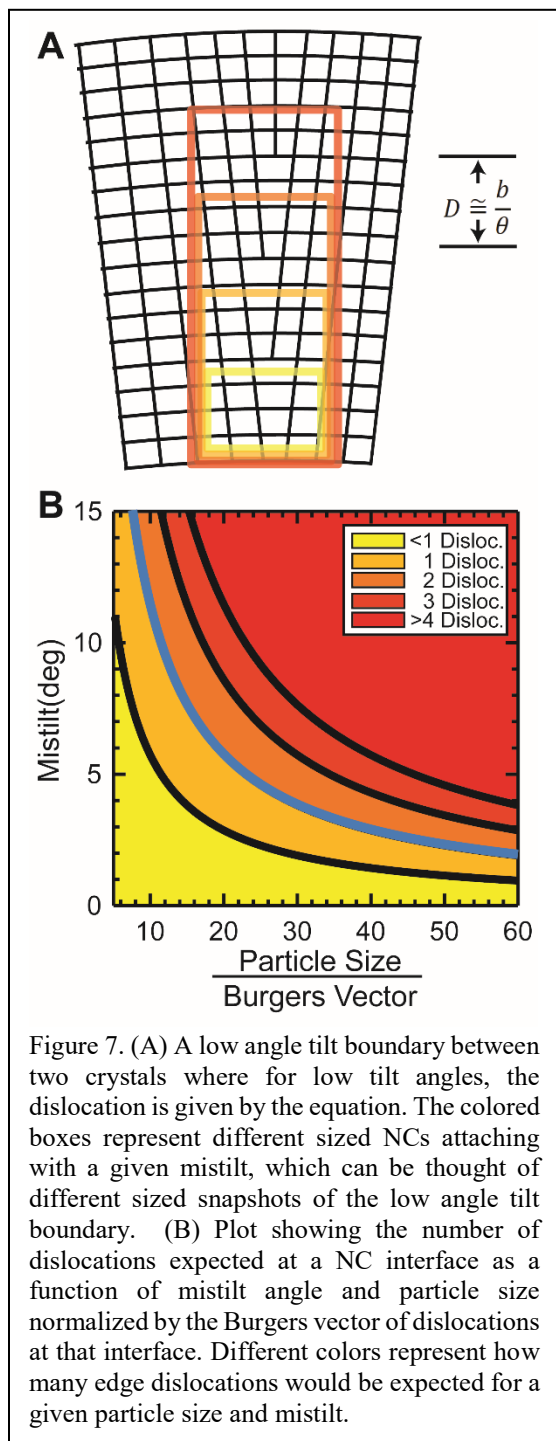 A
D ≅ b/θ
B
15
10
5
0
Mistilt(deg)
<1 Disloc.
1 Disloc.
2 Disloc.
3 Disloc.
>4 Disloc.
10 20 30 40 50 60
Particle Size
Burgers Vector
Figure 7. (A) A low angle tilt boundary between
two crystals where for low tilt angles, the
dislocation is given by the equation. The colored
boxes represent different sized NCs attaching
with a given mistilt, which can be thought of
different sized snapshots of the low angle tilt
boundary. (B) Plot showing the number of
dislocations expected at a NC interface as a
function of mistilt angle and particle size
normalized by the Burgers vector of dislocations
at that interface. Different colors represent how
many edge dislocations would be expected for a
given particle size and mistilt.